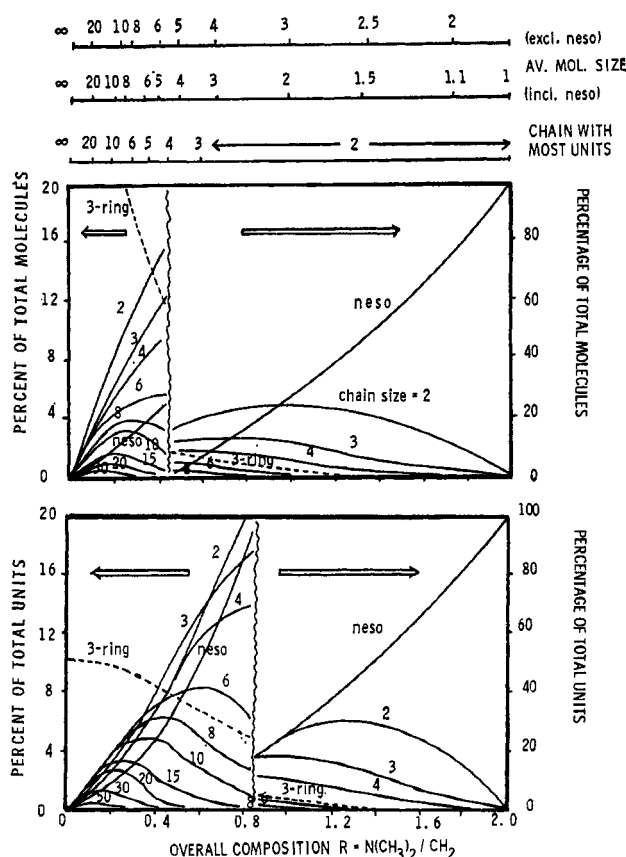 ∞ 20 10 8 6 5 4 3 2.5 2 (excl. neso)
AV. MOL. SIZE
∞ 20 10 8 6 5 4 3 2 1.5 1.1 1 (incl. neso)
∞ 20 10 6 5 4 3 2 CHAIN WITH
MOST UNITS
PERCENT OF TOTAL MOLECULES
20
16
12
8
4
0
3-ring
2
3
4
6
8
neso
10
15
20
30
neso
chain size = 2
3
4
3-ring
6
8
80
60
40
20
0
PERCENTAGE OF TOTAL MOLECULES
PERCENT OF TOTAL UNITS
20
16
12
8
4
0
2
3
4
3-ring
neso
6
8
10
15
20
30
50
neso
2
3
4
3-ring
8
100
80
60
40
20
0
PERCENTAGE OF TOTAL UNITS
0 0.4 0.8 1.2 1.6 2.0
OVERALL COMPOSITION R = N(CH3)2 / CH2